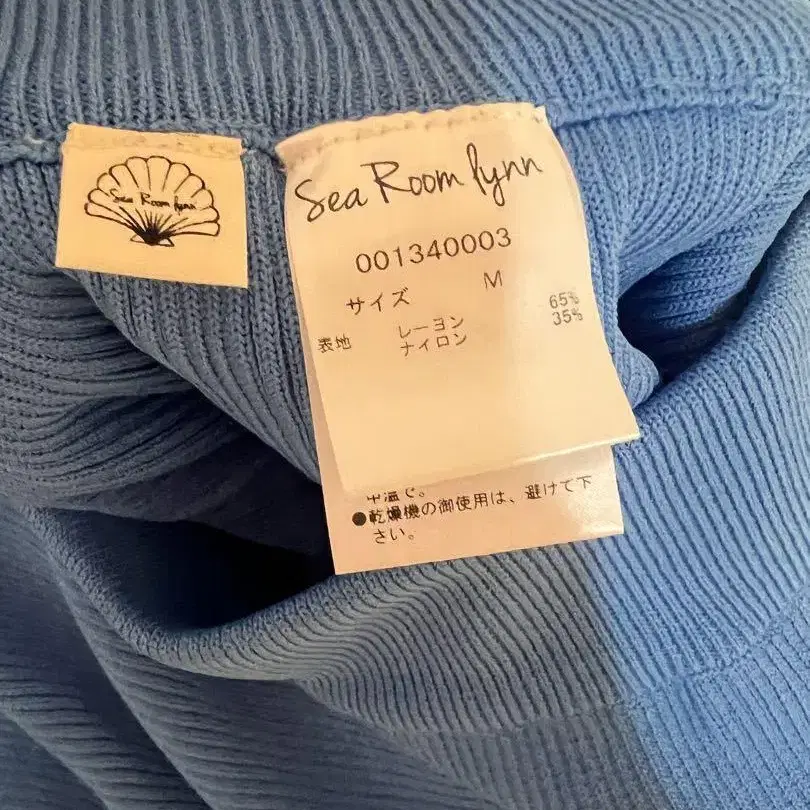 Sea Room lynn
Sea Room lynn
001340003
サイズ M
表地 レーヨン 65%
ナイロン 35%
中温で。
●乾燥機の御使用は、避けて下
さい。